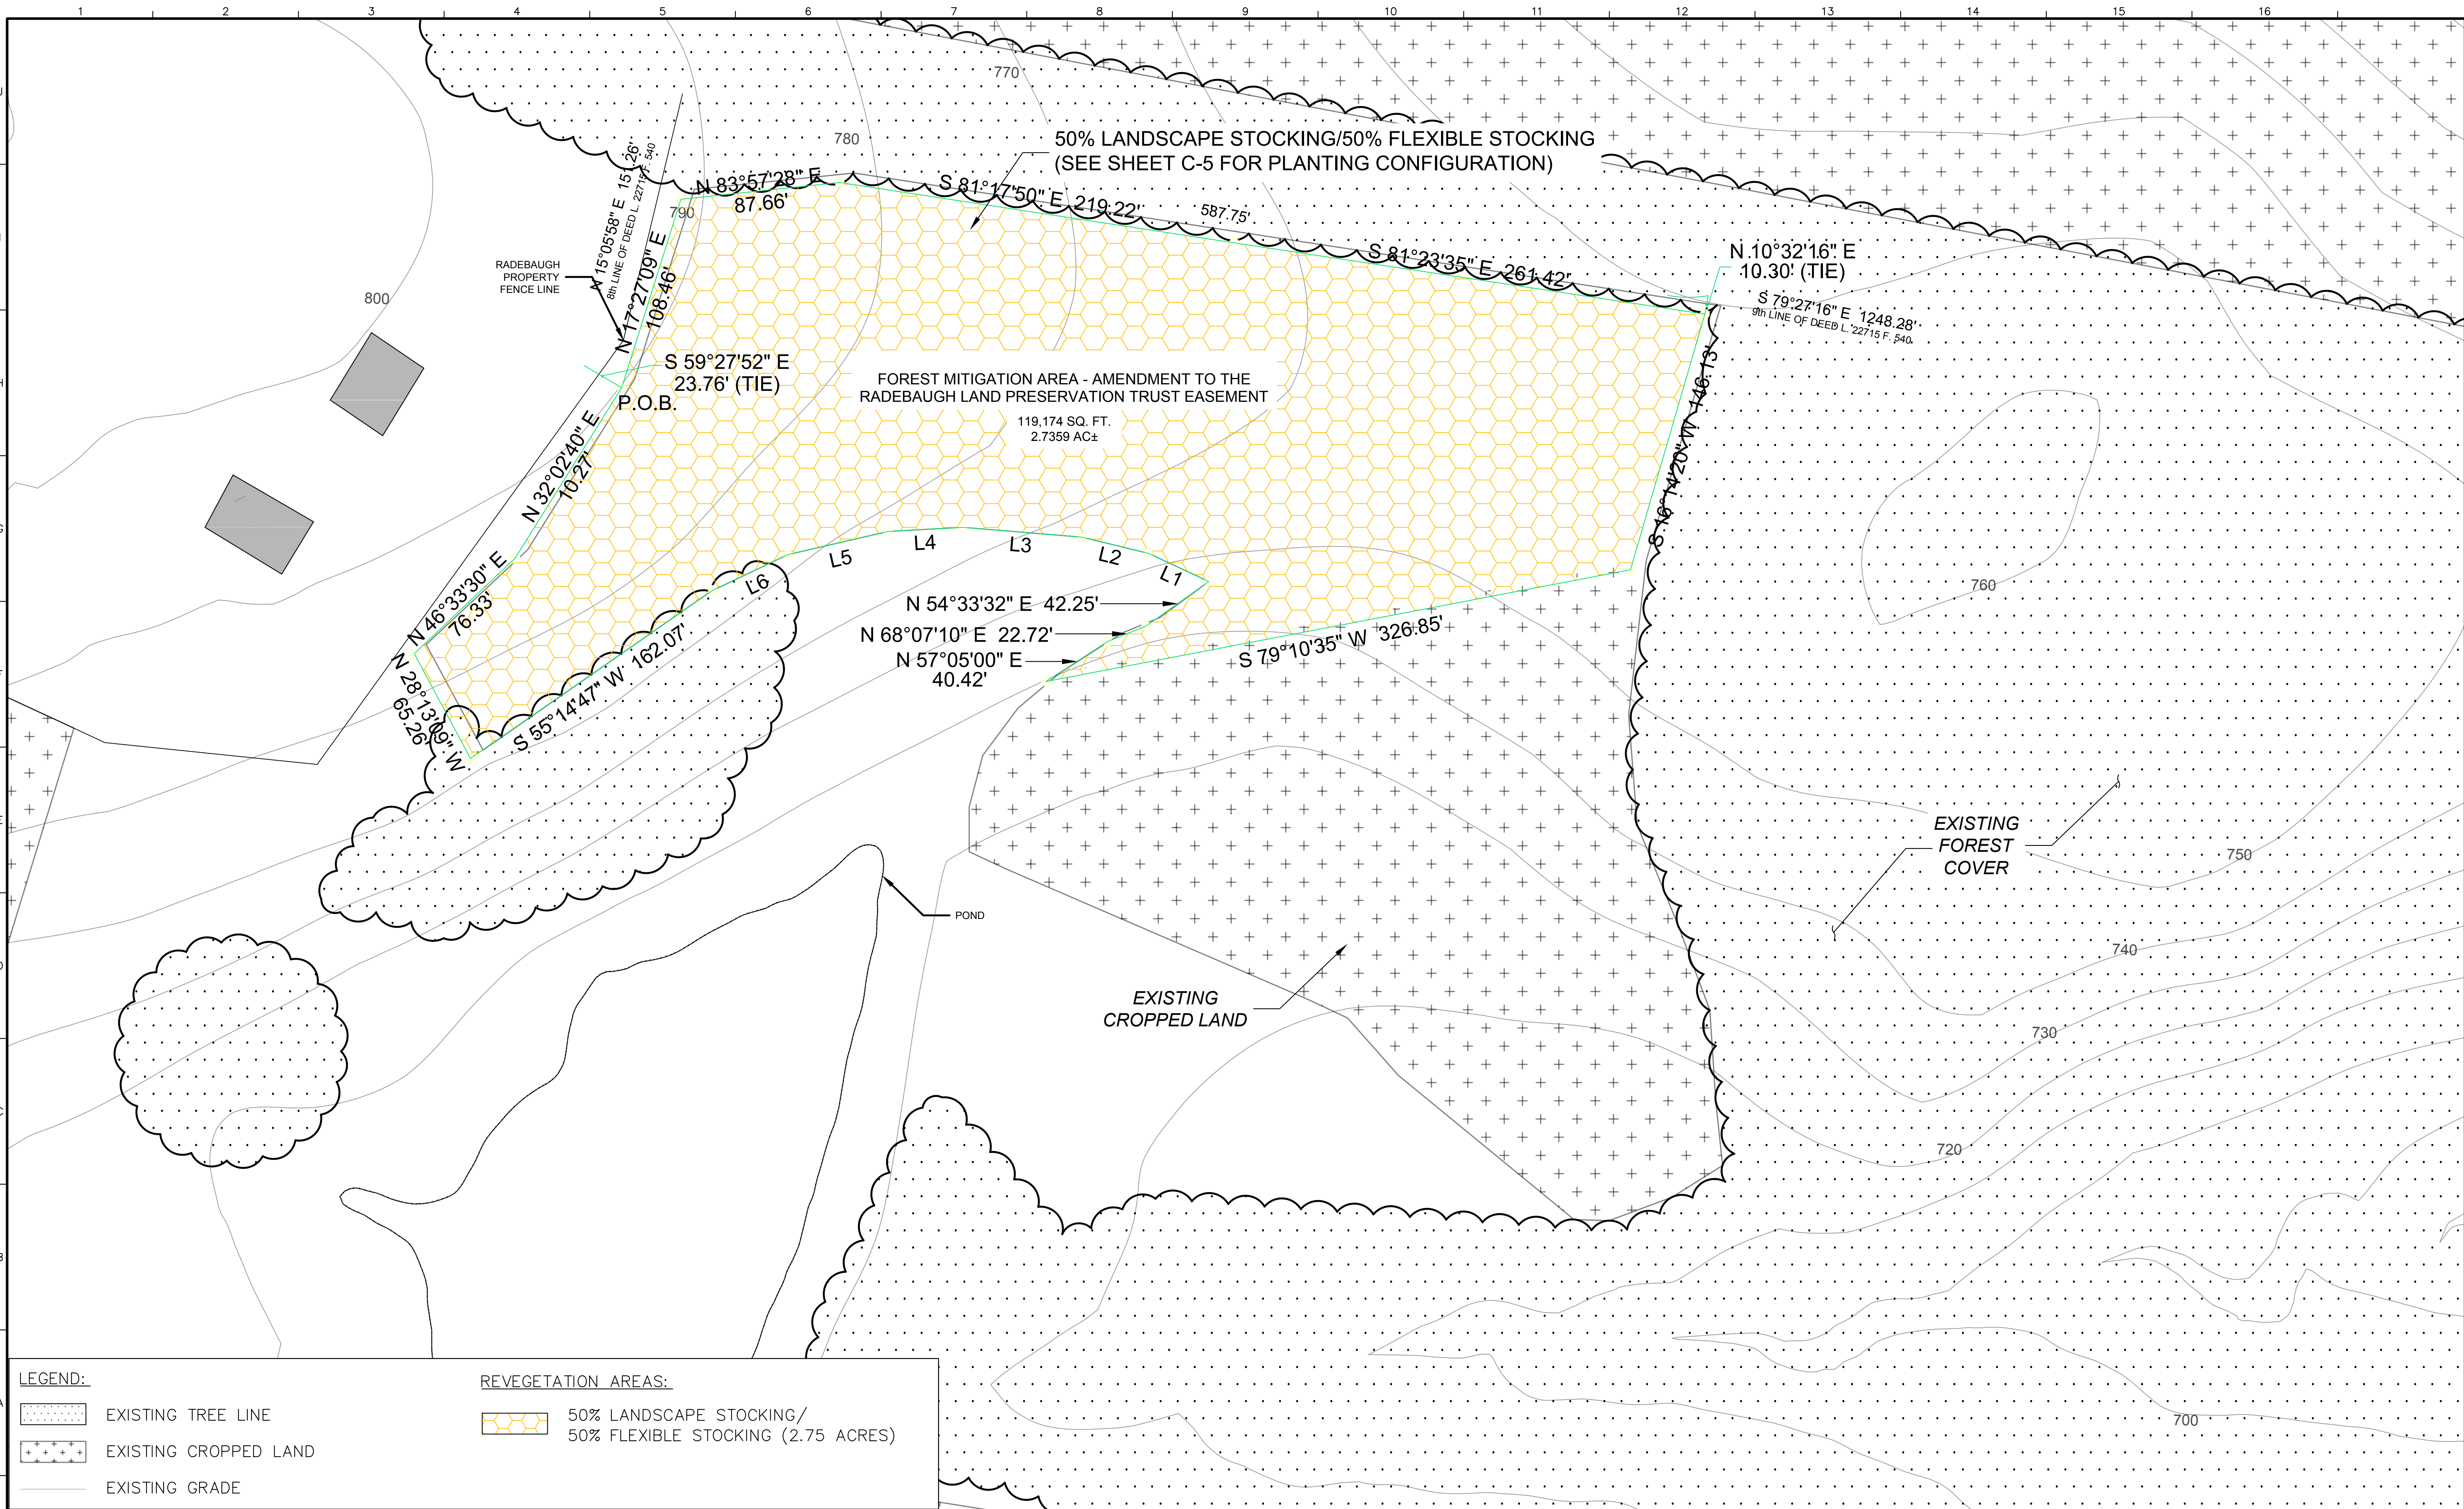 1 2 3 4 5 6 7 8 9 10 11 12 13 14 15 16
J
H
G
F
E
D
C
B
A
770
780
790
800
50% LANDSCAPE STOCKING/50% FLEXIBLE STOCKING
(SEE SHEET C-5 FOR PLANTING CONFIGURATION)
N 15°05'58" E 151.26'
8th LINE OF DEED L. 22715 F. 540
N 83°57'28" E
87.66'
S 81°17'50" E 219.22'
587.75'
S 81°23'35" E 261.42'
N 10°32'16" E
10.30' (TIE)
S 79°27'16" E 1248.28'
9th LINE OF DEED L. 22715 F. 540
RADEBAUGH
PROPERTY
FENCE LINE
N 17°27'09" E
108.46'
S 59°27'52" E
23.76' (TIE)
P.O.B.
FOREST MITIGATION AREA - AMENDMENT TO THE
RADEBAUGH LAND PRESERVATION TRUST EASEMENT
119,174 SQ. FT.
2.7359 AC±
S 16°14'20" W 146.13'
N 32°02'40" E
10.27'
N 46°33'30" E
76.33'
N 28°13'09" W
65.26'
S 55°14'47" W 162.07'
L6
L5
L4
L3
L2
L1
N 54°33'32" E 42.25'
N 68°07'10" E 22.72'
N 57°05'00" E
40.42'
S 79°10'35" W 326.85'
760
750
740
730
720
700
EXISTING
FOREST
COVER
POND
EXISTING
CROPPED LAND
LEGEND:
EXISTING TREE LINE
EXISTING CROPPED LAND
EXISTING GRADE
REVEGETATION AREAS:
50% LANDSCAPE STOCKING/
50% FLEXIBLE STOCKING (2.75 ACRES)